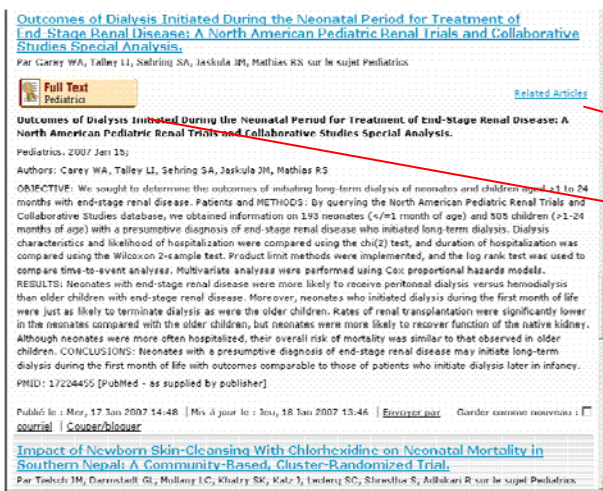 Outcomes of Dialysis Initiated During the Neonatal Period for Treatment of
End-Stage Renal Disease: A North American Pediatric Renal Trials and Collaborative
Studies Special Analysis.
Par Carey WA, Talley LI, Sehring SA, Jaskula JM, Mathias RS sur le sujet Pediatrics
Full Text
Pediatrics
Related Articles
Outcomes of Dialysis Initiated During the Neonatal Period for Treatment of End-Stage Renal Disease: A
North American Pediatric Renal Trials and Collaborative Studies Special Analysis.
Pediatrics. 2007 Jan 15;
Authors: Carey WA, Talley LI, Sehring SA, Jaskula JM, Mathias RS
OBJECTIVE: We sought to determine the outcomes of initiating long-term dialysis of neonates and children aged >1 to 24
months with end-stage renal disease. Patients and METHODS: By querying the North American Pediatric Renal Trials and
Collaborative Studies database, we obtained information on 193 neonates (</=1 month of age) and 505 children (>1-24
months of age) with a presumptive diagnosis of end-stage renal disease who initiated long-term dialysis. Dialysis
characteristics and likelihood of hospitalization were compared using the chi(2) test, and duration of hospitalization was
compared using the Wilcoxon 2-sample test. Product limit methods were implemented, and the log rank test was used to
compare time-to-event analyses. Multivariate analyses were performed using Cox proportional hazards models.
RESULTS: Neonates with end-stage renal disease were more likely to receive peritoneal dialysis versus hemodialysis
than older children with end-stage renal disease. Moreover, neonates who initiated dialysis during the first month of life
were just as likely to terminate dialysis as were the older children. Rates of renal transplantation were significantly lower
in the neonates compared with the older children, but neonates were more likely to recover function of the native kidney.
Although neonates were more often hospitalized, their overall risk of mortality was similar to that observed in older
children. CONCLUSIONS: Neonates with a presumptive diagnosis of end-stage renal disease may initiate long-term
dialysis during the first month of life with outcomes comparable to those of patients who initiate dialysis later in infancy.
PMID: 17224455 [PubMed - as supplied by publisher]
Publié le : Mer, 17 Jan 2007 14:48 | Mis à jour le : Jeu, 18 Jan 2007 13:46 | Envoyer par Garder comme nouveau :
courriel | Couper/bloquer
Impact of Newborn Skin-Cleansing With Chlorhexidine on Neonatal Mortality in
Southern Nepal: A Community-Based, Cluster-Randomized Trial.
Par Tielsch JM, Darmstadt GL, Mullany LC, Khatry SK, Katz J, Leclerq SC, Shrestha S, Adhikari R sur le sujet Pediatrics